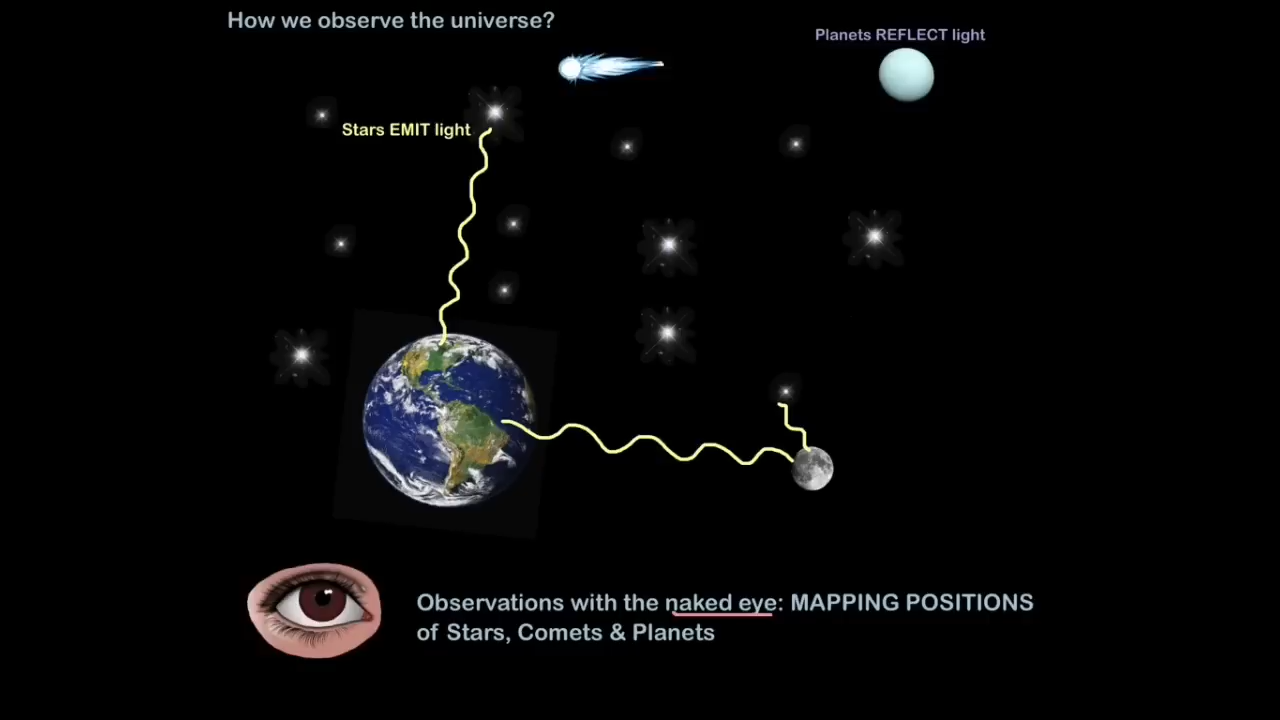 How we observe the universe?
Planets REFLECT light
Stars EMIT light
Observations with the naked eye: MAPPING POSITIONS
of Stars, Comets & Planets